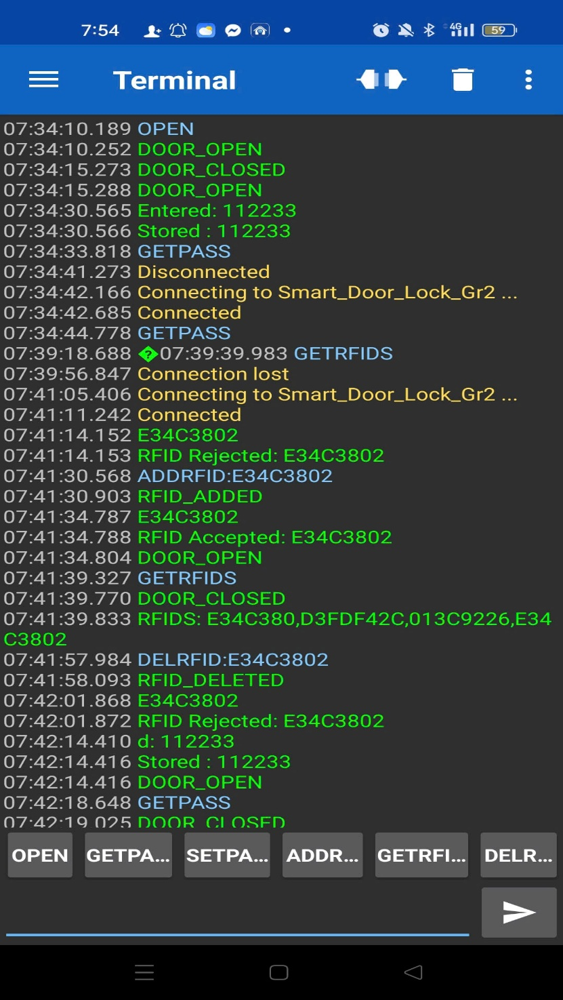 7:54
4G
59
Terminal
07:34:10.189 OPEN
07:34:10.252 DOOR_OPEN
07:34:15.273 DOOR_CLOSED
07:34:15.288 DOOR_OPEN
07:34:30.565 Entered: 112233
07:34:30.566 Stored : 112233
07:34:33.818 GETPASS
07:34:41.273 Disconnected
07:34:42.166 Connecting to Smart_Door_Lock_Gr2 ...
07:34:42.685 Connected
07:34:44.778 GETPASS
07:39:18.688 �07:39:39.983 GETRFIDS
07:39:56.847 Connection lost
07:41:05.406 Connecting to Smart_Door_Lock_Gr2 ...
07:41:11.242 Connected
07:41:14.152 E34C3802
07:41:14.153 RFID Rejected: E34C3802
07:41:30.568 ADDRFID:E34C3802
07:41:30.903 RFID_ADDED
07:41:34.787 E34C3802
07:41:34.788 RFID Accepted: E34C3802
07:41:34.804 DOOR_OPEN
07:41:39.327 GETRFIDS
07:41:39.770 DOOR_CLOSED
07:41:39.833 RFIDS: E34C380,D3FDF42C,013C9226,E34
C3802
07:41:57.984 DELRFID:E34C3802
07:41:58.093 RFID_DELETED
07:42:01.868 E34C3802
07:42:01.872 RFID Rejected: E34C3802
07:42:14.410 d: 112233
07:42:14.416 Stored : 112233
07:42:14.416 DOOR_OPEN
07:42:18.648 GETPASS
07:42:19.025 DOOR_CLOSED
OPEN GETPA... SETPA... ADDR... GETRFI... DELR...